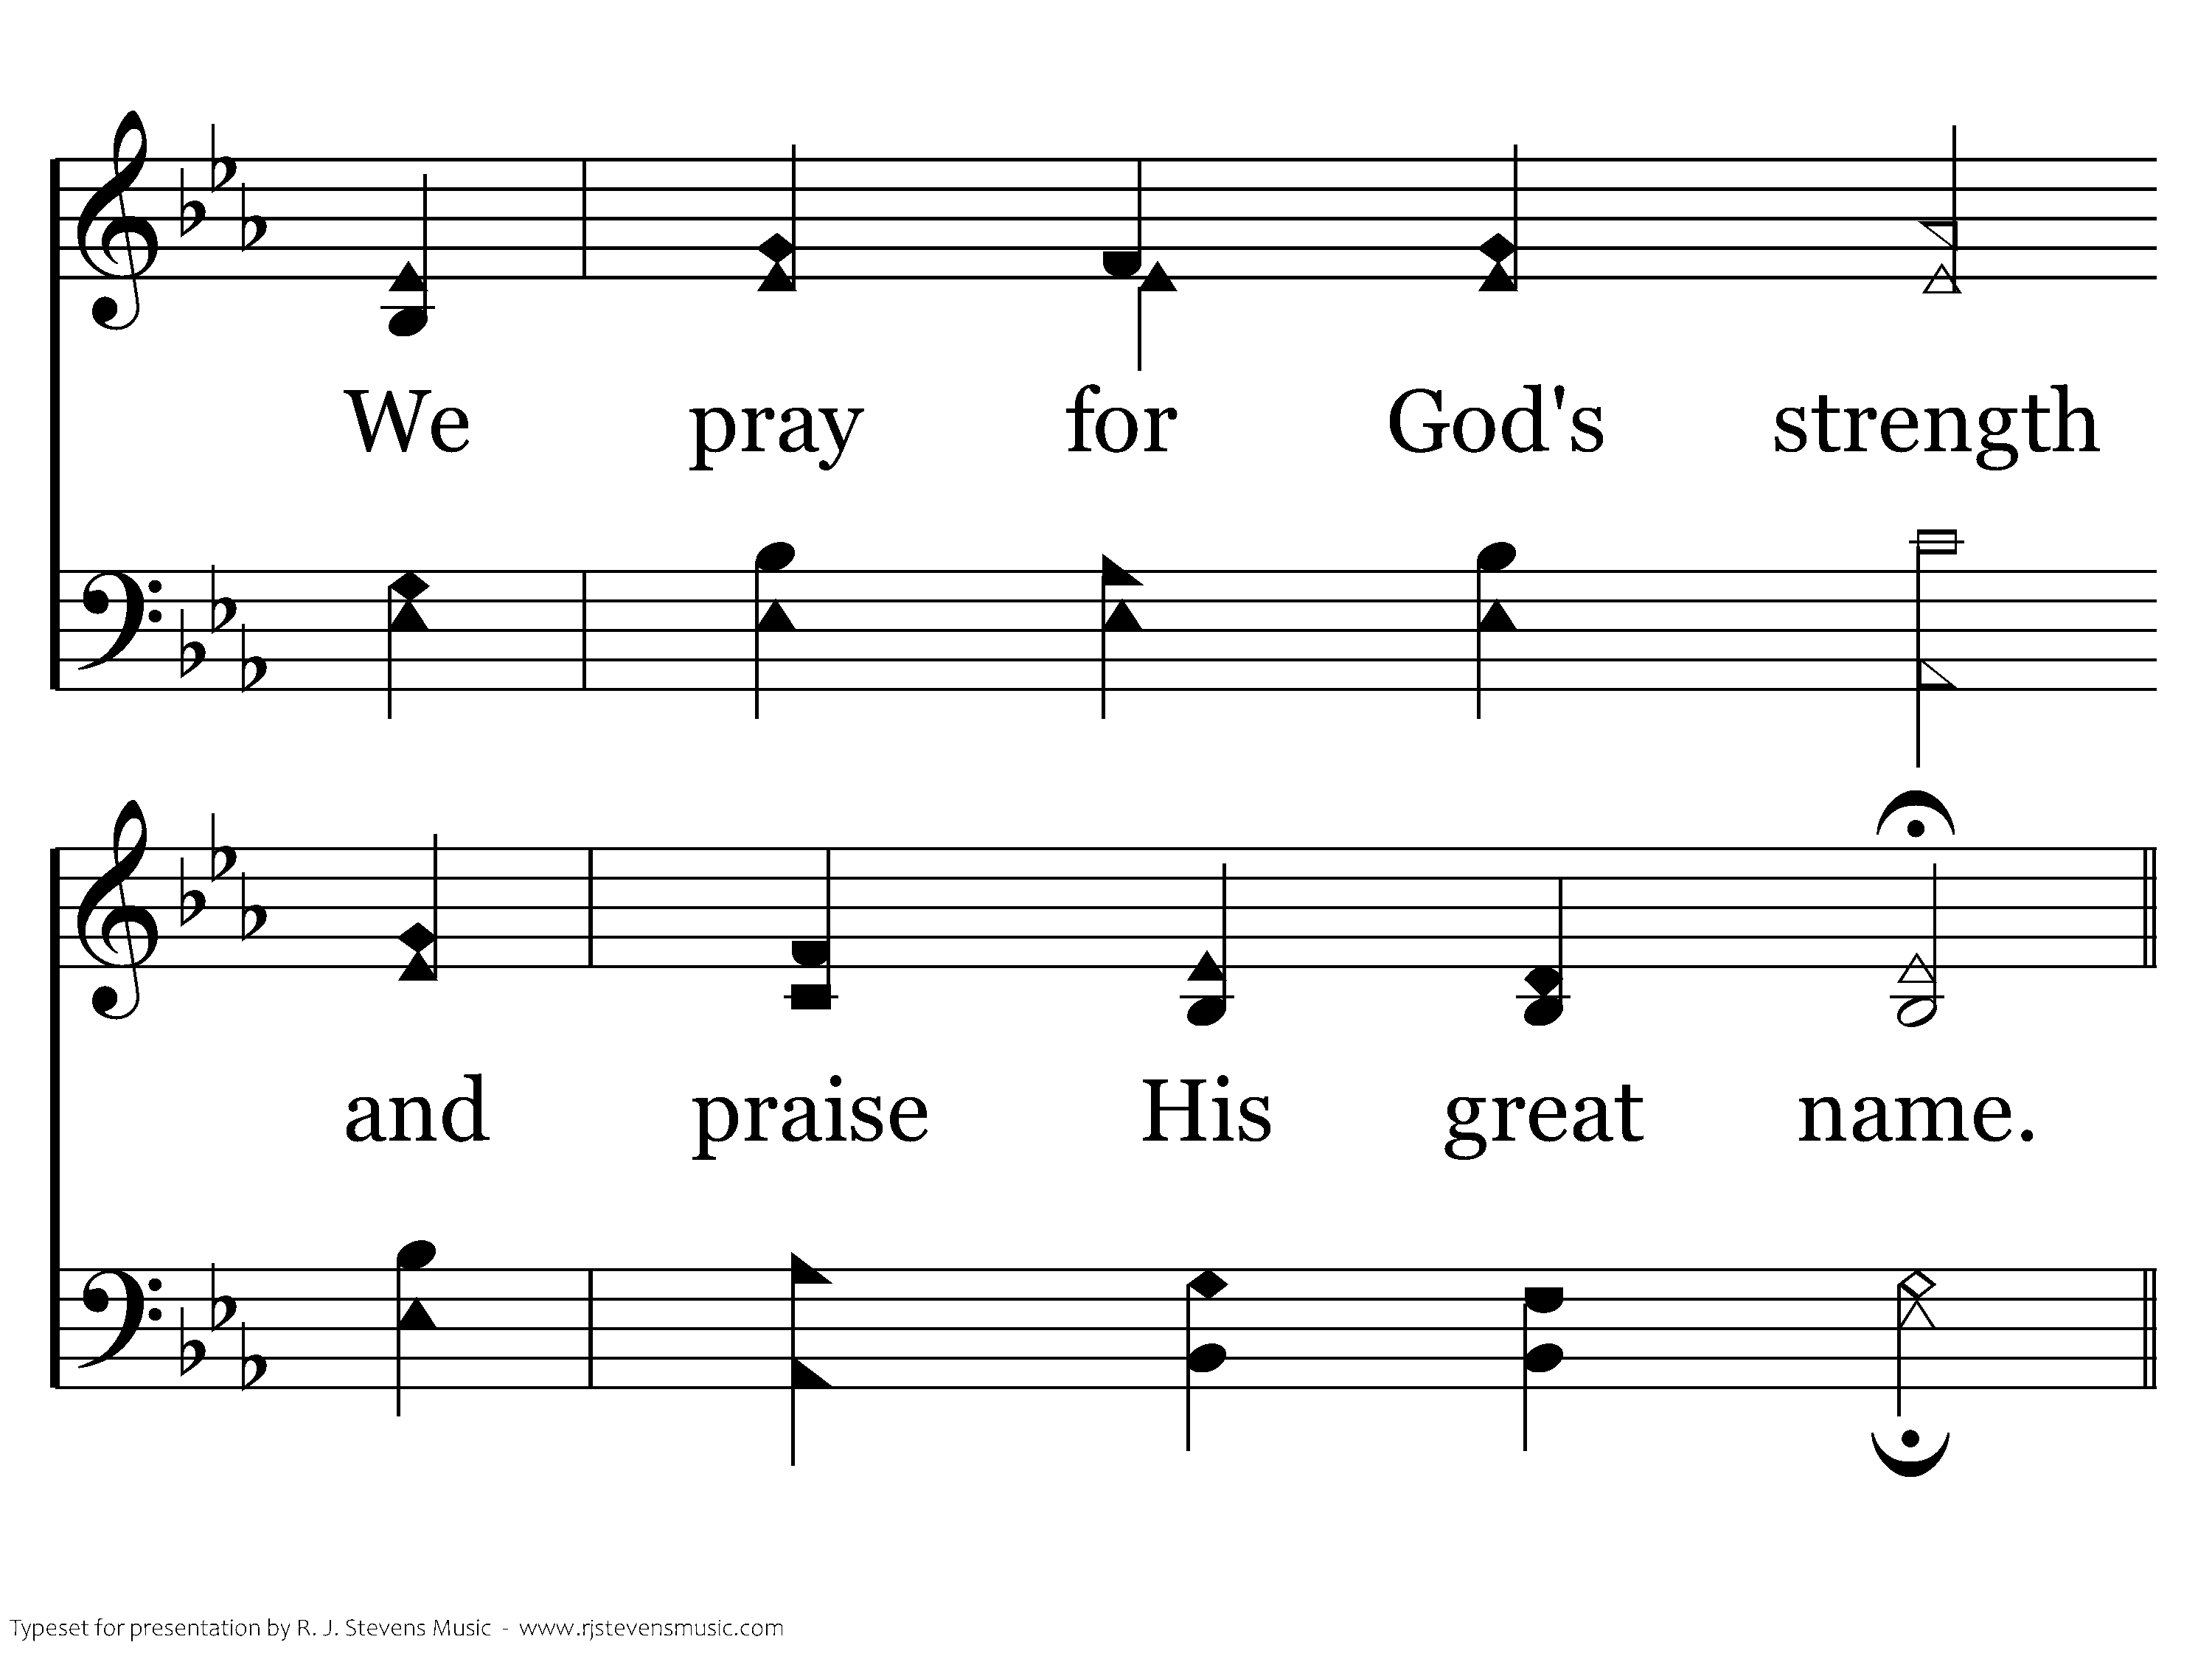 We pray for God's strength
and praise His great name.
Typeset for presentation by R. J. Stevens Music - www.rjstevensmusic.com